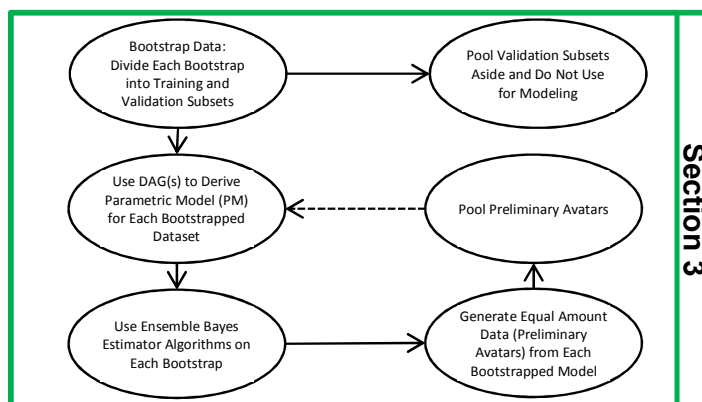 Bootstrap Data:
Divide Each Bootstrap
into Training and
Validation Subsets
Pool Validation Subsets
Aside and Do Not Use
for Modeling
Use DAG(s) to Derive
Parametric Model (PM)
for Each Bootstrapped
Dataset
Pool Preliminary Avatars
Use Ensemble Bayes
Estimator Algorithms on
Each Bootstrap
Generate Equal Amount
Data (Preliminary
Avatars) from Each
Bootstrapped Model
Section 3